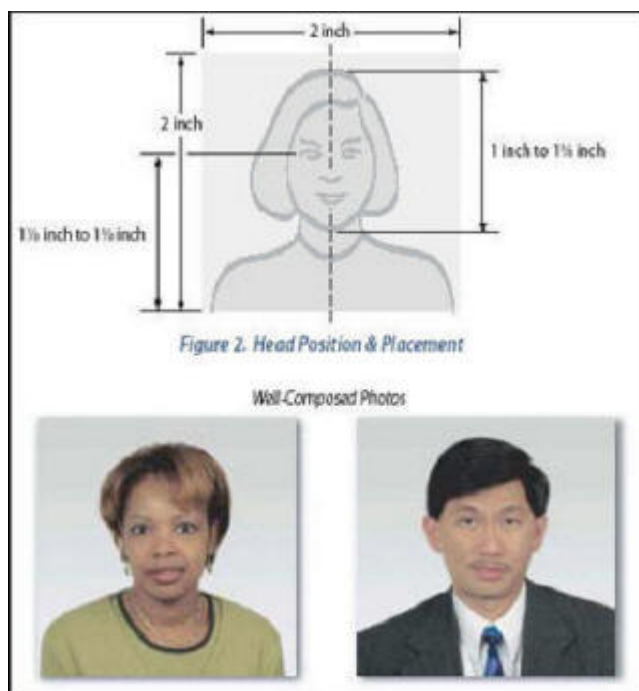 2 inch
2 inch
1 inch to 1⅜ inch
1⅛ inch to 1⅜ inch
Figure 2. Head Position & Placement
Well-Composed Photos